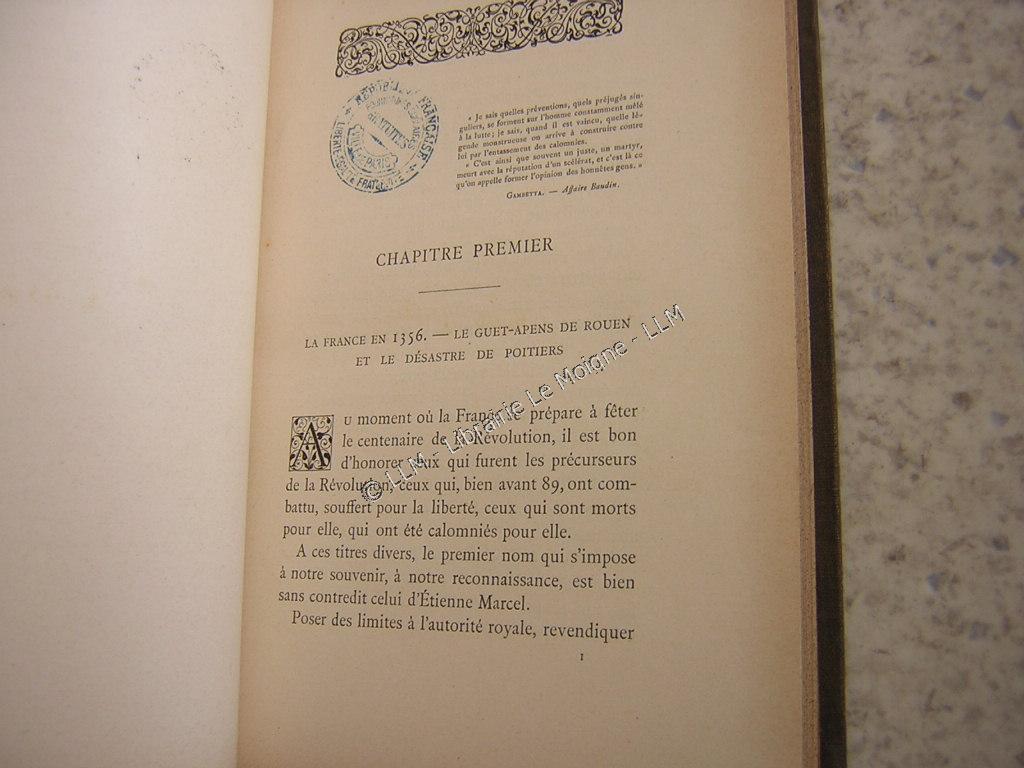 RÉPUBLIQUE FRANÇAISE
LIBERTÉ ÉGALITÉ FRATERNITÉ
VILLE DE PARIS
« Je sais quelles préventions, quels préjugés sin-
guliers, se forment sur l'homme constamment mêlé
à la lutte; je sais, quand il est vaincu, quelle lé-
gende monstrueuse on arrive à construire contre
lui par l'entassement des calomnies.
« C'est ainsi que souvent un juste, un martyr,
meurt avec la réputation d'un scélérat, et c'est là ce
qu'on appelle former l'opinion des honnêtes gens. »
GAMBETTA. — Affaire Baudin.
CHAPITRE PREMIER
LA FRANCE EN 1356. — LE GUET-APENS DE ROUEN
ET LE DÉSASTRE DE POITIERS
AU moment où la France se prépare à fêter
le centenaire de la Révolution, il est bon
d'honorer ceux qui furent les précurseurs
de la Révolution, ceux qui, bien avant 89, ont com-
battu, souffert pour la liberté, ceux qui sont morts
pour elle, qui ont été calomniés pour elle.
A ces titres divers, le premier nom qui s'impose
à notre souvenir, à notre reconnaissance, est bien
sans contredit celui d'Étienne Marcel.
Poser des limites à l'autorité royale, revendiquer
1
© LLM - Librairie Le Moigne - LLM